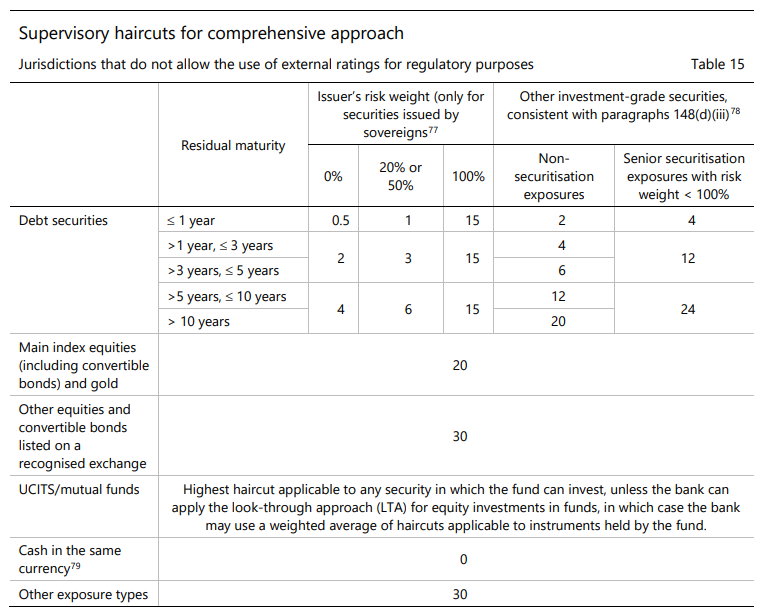 Supervisory haircuts for comprehensive approach
Jurisdictions that do not allow the use of external ratings for regulatory purposes Table 15
Residual maturity
Issuer’s risk weight (only for
securities issued by
sovereigns77
Other investment-grade securities,
consistent with paragraphs 148(d)(iii)78
0%
20% or
50%
100%
Non-
securitisation
exposures
Senior securitisation
exposures with risk
weight < 100%
Debt securities ≤ 1 year 0.5 1 15 2 4
>1 year, ≤ 3 years 4
2 3 15 12
>3 years, ≤ 5 years 6
>5 years, ≤ 10 years 12
4 6 15 24
> 10 years 20
Main index equities
(including convertible
bonds) and gold
20
Other equities and
convertible bonds
listed on a
recognised exchange
30
UCITS/mutual funds
Highest haircut applicable to any security in which the fund can invest, unless the bank can
apply the look-through approach (LTA) for equity investments in funds, in which case the bank
may use a weighted average of haircuts applicable to instruments held by the fund.
Cash in the same
currency79
0
Other exposure types 30